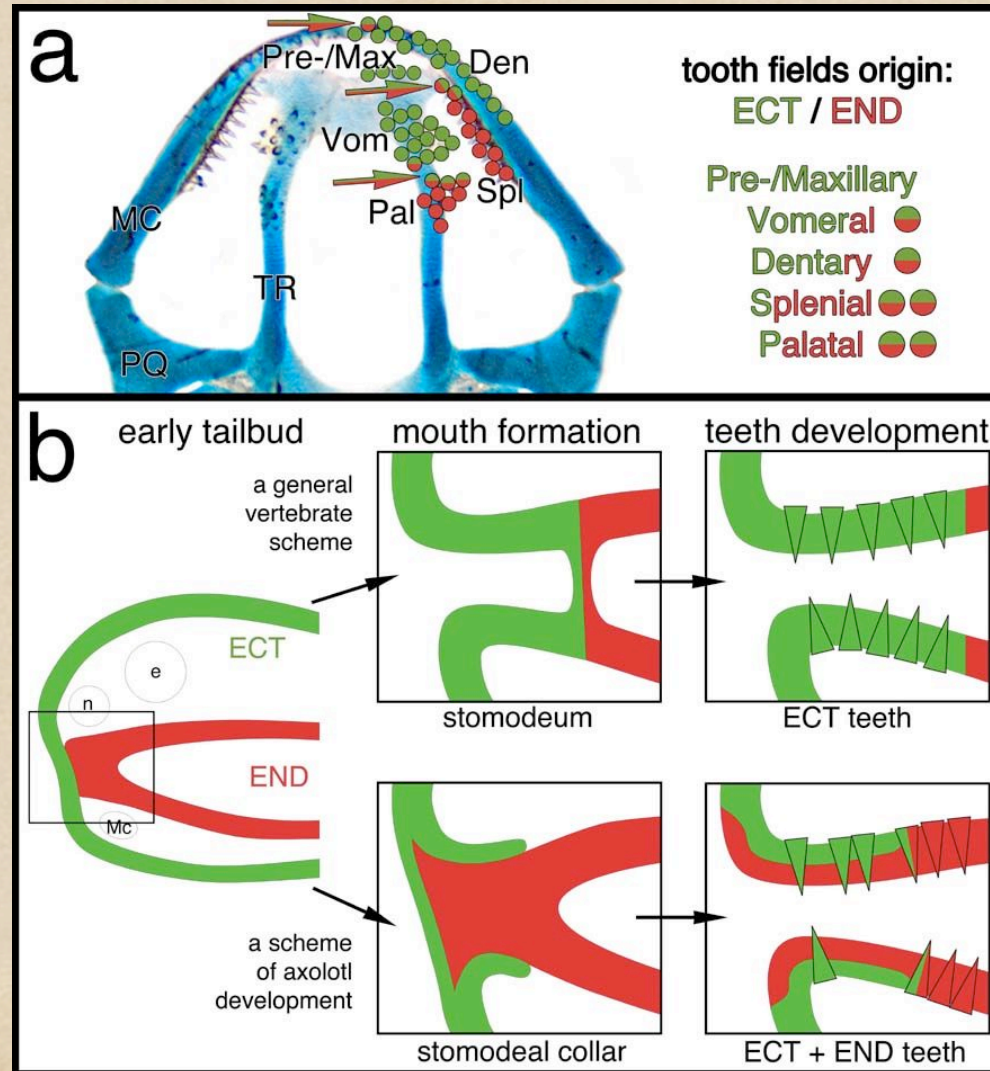 a
Pre-/Max
Den
Vom
Pal
Spl
MC
TR
PQ
tooth fields origin:
ECT / END
Pre-/Maxillary
Vomeral
Dentary
Splenial
Palatal
b
early tailbud
mouth formation
teeth development
a general
vertebrate
scheme
ECT
e
n
END
Mc
stomodeum
ECT teeth
a scheme
of axolotl
development
stomodeal collar
ECT + END teeth